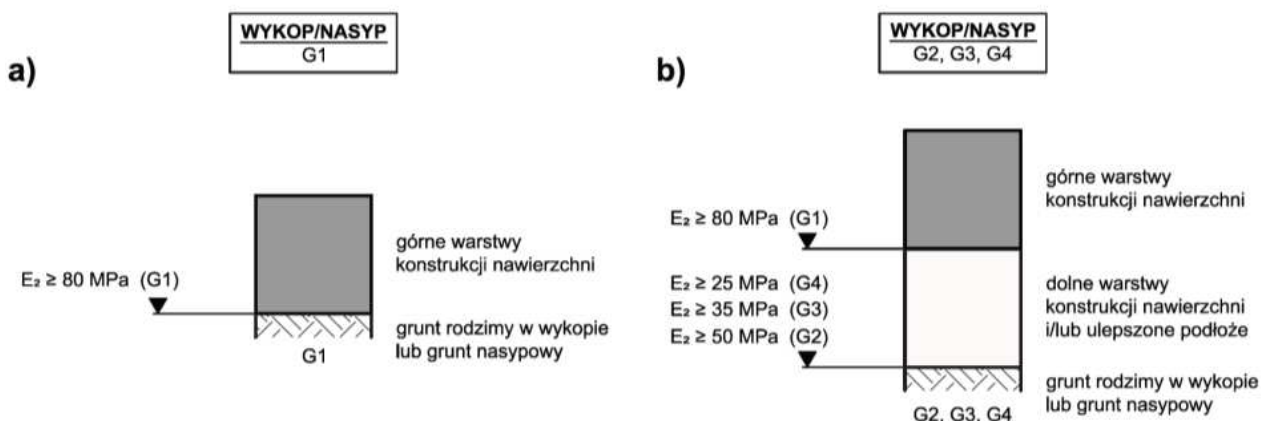 a)
WYKOP/NASYP
G1
E₂ ≥ 80 MPa (G1)
górne warstwy
konstrukcji nawierzchni
grunt rodzimy w wykopie
lub grunt nasypowy
G1
b)
WYKOP/NASYP
G2, G3, G4
górne warstwy
konstrukcji nawierzchni
E₂ ≥ 80 MPa (G1)
E₂ ≥ 25 MPa (G4)
E₂ ≥ 35 MPa (G3)
E₂ ≥ 50 MPa (G2)
dolne warstwy
konstrukcji nawierzchni
i/lub ulepszone podłoże
grunt rodzimy w wykopie
lub grunt nasypowy
G2, G3, G4